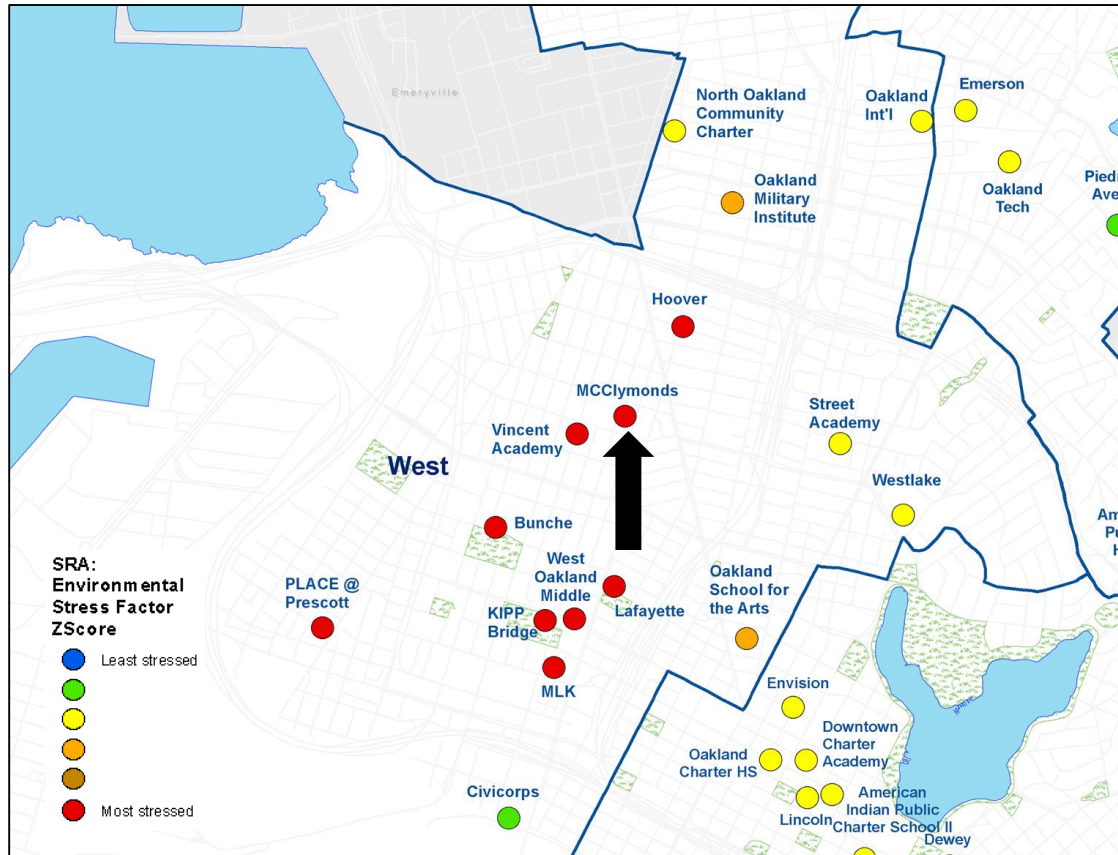 Emeryville
North Oakland
Community
Charter
Oakland
Int'l
Emerson
Oakland
Military
Institute
Oakland
Tech
Hoover
MCClymonds
Vincent
Academy
Street
Academy
West
Westlake
Bunche
West
Oakland
Middle
Oakland
School for
the Arts
PLACE @
Prescott
KIPP
Bridge
Lafayette
MLK
SRA:
Environmental
Stress Factor
ZScore
Least stressed
Most stressed
Envision
Downtown
Charter
Academy
Oakland
Charter HS
Civicorps
American
Indian Public
Charter School II
Lincoln
Dewey